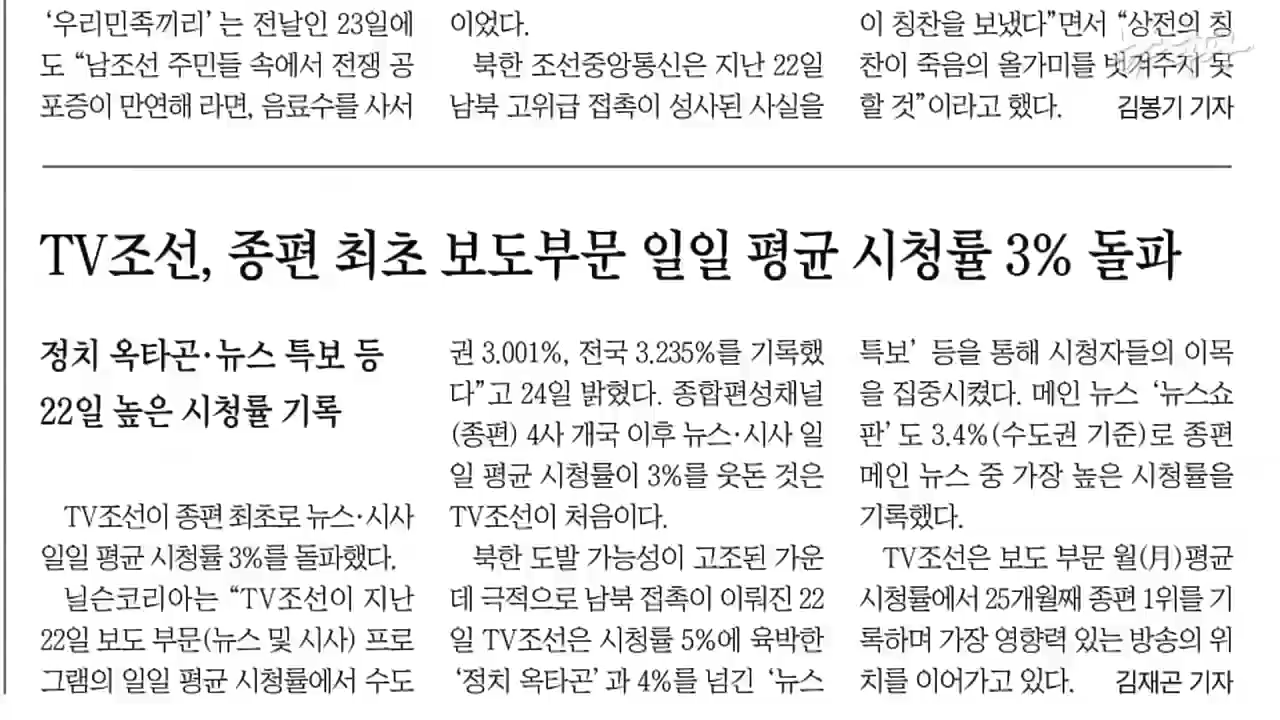 ‘우리민족끼리’는 전날인 23일에
도 “남조선 주민들 속에서 전쟁 공
포증이 만연해 라면, 음료수를 사서
이었다.
북한 조선중앙통신은 지난 22일
남북 고위급 접촉이 성사된 사실을
이 칭찬을 보냈다”면서 “상전의 칭
찬이 죽음의 올가미를 벗겨주지 못
할 것”이라고 했다. 김봉기 기자
TV조선, 종편 최초 보도부문 일일 평균 시청률 3% 돌파
정치 옥타곤·뉴스 특보 등
22일 높은 시청률 기록
TV조선이 종편 최초로 뉴스·시사
일일 평균 시청률 3%를 돌파했다.
닐슨코리아는 “TV조선이 지난
22일 보도 부문(뉴스 및 시사) 프로
그램의 일일 평균 시청률에서 수도
권 3.001%, 전국 3.235%를 기록했
다”고 24일 밝혔다. 종합편성채널
(종편) 4사 개국 이후 뉴스·시사 일
일 평균 시청률이 3%를 웃돈 것은
TV조선이 처음이다.
북한 도발 가능성이 고조된 가운
데 극적으로 남북 접촉이 이뤄진 22
일 TV조선은 시청률 5%에 육박한
‘정치 옥타곤’과 4%를 넘긴 ‘뉴스
특보’ 등을 통해 시청자들의 이목
을 집중시켰다. 메인 뉴스 ‘뉴스쇼
판’도 3.4%(수도권 기준)로 종편
메인 뉴스 중 가장 높은 시청률을
기록했다.
TV조선은 보도 부문 월(月)평균
시청률에서 25개월째 종편 1위를 기
록하며 가장 영향력 있는 방송의 위
치를 이어가고 있다. 김재곤 기자